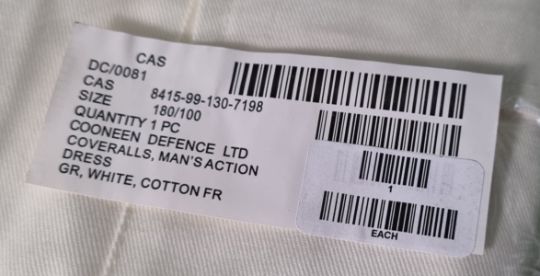 CAS
DC/0081
CAS 8415-99-130-7198
SIZE 180/100
QUANTITY 1 PC
COONEEN DEFENCE LTD
COVERALLS, MAN'S ACTION
DRESS
GR, WHITE, COTTON FR
1
EACH